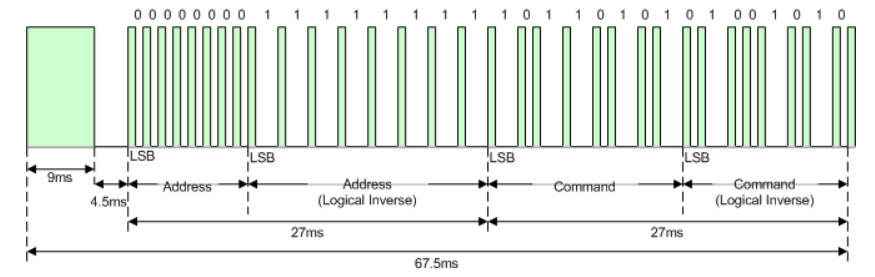 0 0 0 0 0 0 0 0 1 1 1 1 1 1 1 1 1 0 1 1 0 1 0 1 0 1 0 0 1 0 1 0
LSB LSB LSB LSB
9ms
4.5ms
Address
Address
(Logical Inverse)
Command
Command
(Logical Inverse)
27ms 27ms
67.5ms